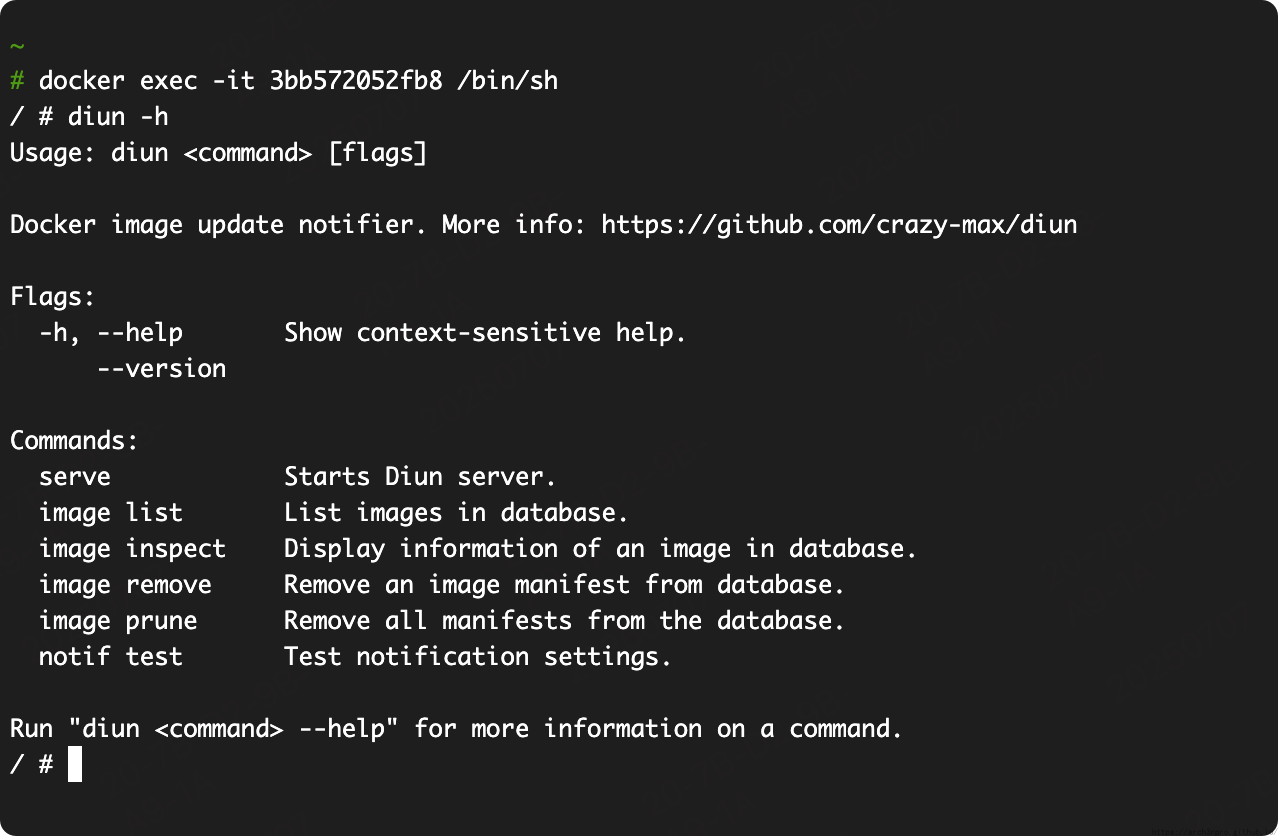 ~
# docker exec -it 3bb572052fb8 /bin/sh
/ # diun -h
Usage: diun <command> [flags]

Docker image update notifier. More info: https://github.com/crazy-max/diun

Flags:
  -h, --help       Show context-sensitive help.
      --version

Commands:
  serve            Starts Diun server.
  image list       List images in database.
  image inspect    Display information of an image in database.
  image remove     Remove an image manifest from database.
  image prune      Remove all manifests from the database.
  notif test       Test notification settings.

Run "diun <command> --help" for more information on a command.
/ #